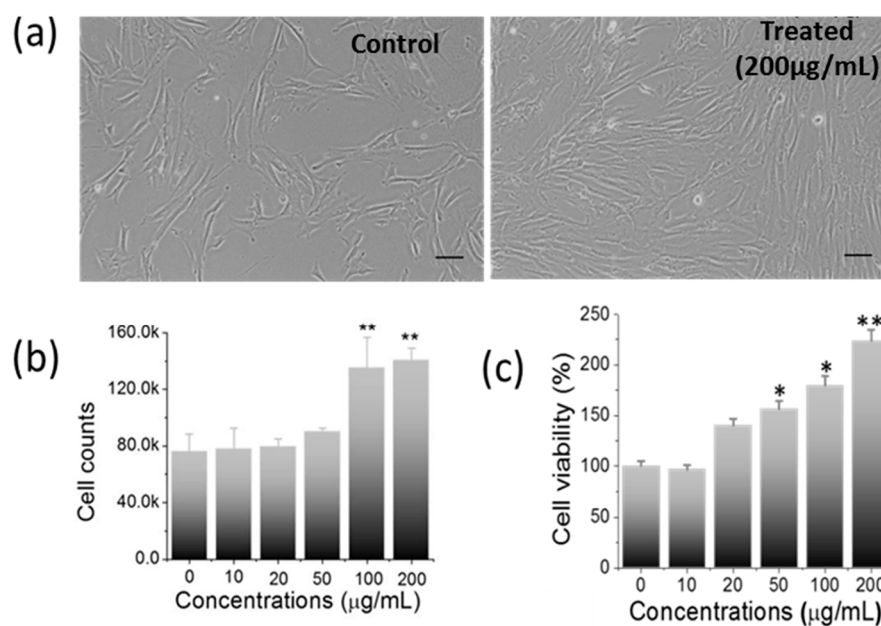 (a)
Control
Treated
(200µg/mL)
(b)
160.0k
120.0k
80.0k
40.0k
0.0
Cell counts
** **
0 10 20 50 100 200
Concentrations (µg/mL)
(c)
250
200
150
100
50
0
Cell viability (%)
* * **
0 10 20 50 100 200
Concentrations (µg/mL)